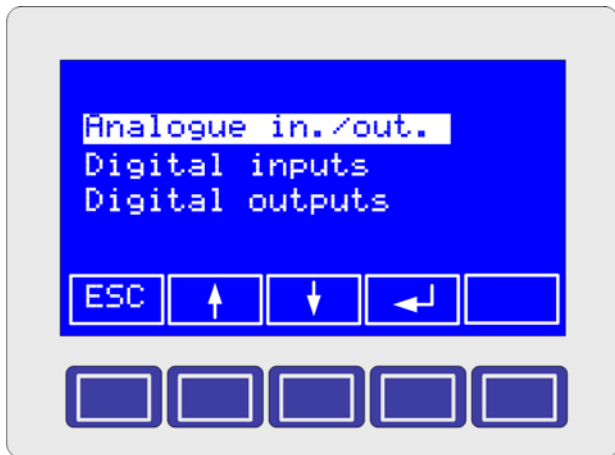 Analogue in./out.
Digital inputs
Digital outputs
ESC